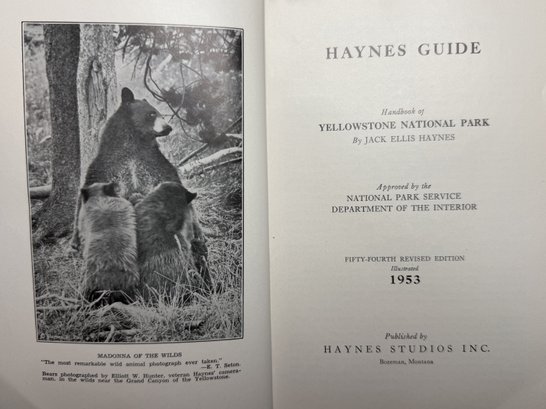 MADONNA OF THE WILDS
"The most remarkable wild animal photograph ever taken."
—E. T. Seton.
Bears photographed by Elliott W. Hunter, veteran Haynes' camera-
man, in the wilds near the Grand Canyon of the Yellowstone.
HAYNES GUIDE
Handbook of
YELLOWSTONE NATIONAL PARK
By JACK ELLIS HAYNES
Approved by the
NATIONAL PARK SERVICE
DEPARTMENT OF THE INTERIOR
FIFTY-FOURTH REVISED EDITION
Illustrated
1953
Published by
HAYNES STUDIOS INC.
Bozeman, Montana